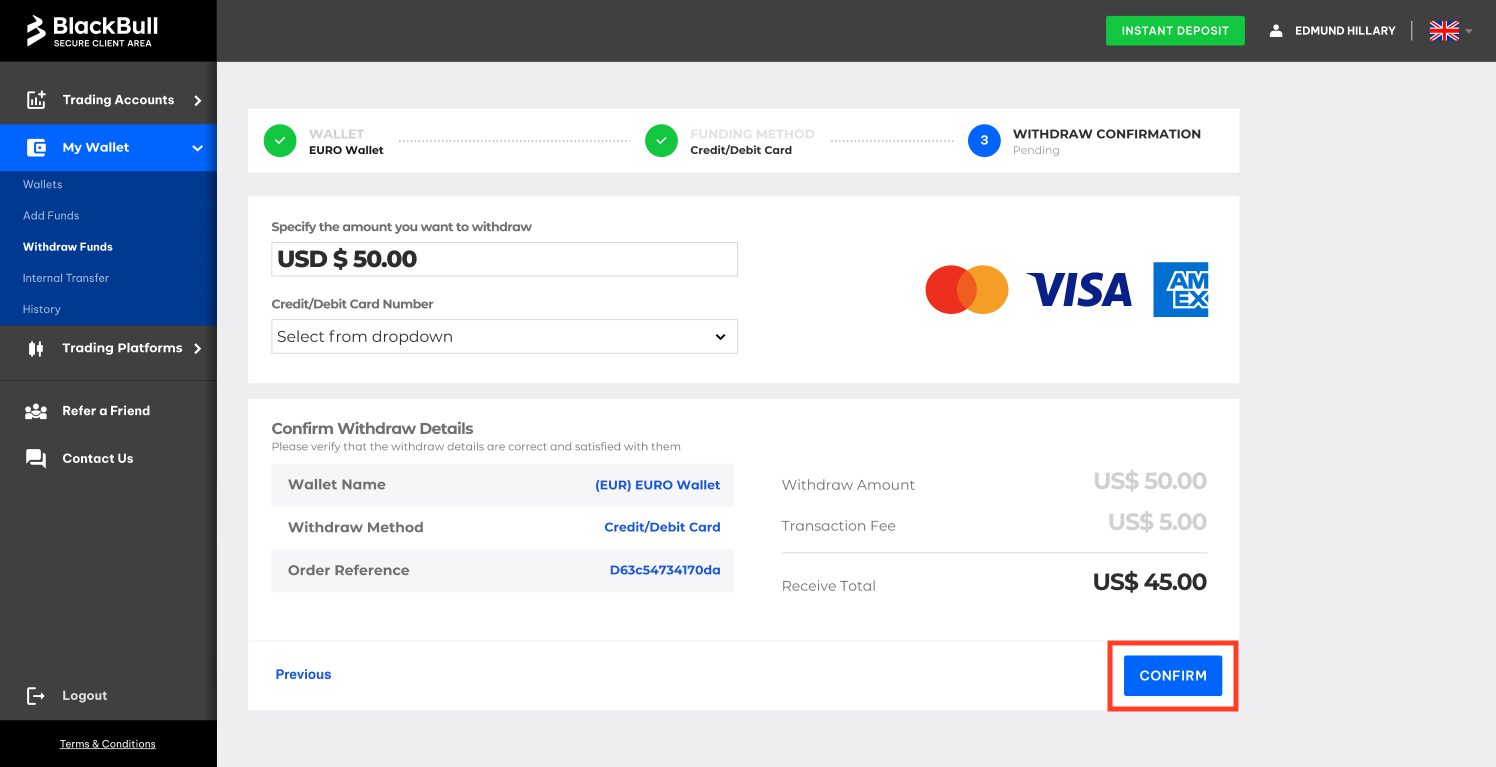 BlackBull
SECURE CLIENT AREA
INSTANT DEPOSIT
EDMUND HILLARY
Trading Accounts
My Wallet
Wallets
Add Funds
Withdraw Funds
Internal Transfer
History
Trading Platforms
Refer a Friend
Contact Us
Logout
Terms & Conditions
WALLET
EURO Wallet
FUNDING METHOD
Credit/Debit Card
3
WITHDRAW CONFIRMATION
Pending
Specify the amount you want to withdraw
USD $ 50.00
Credit/Debit Card Number
Select from dropdown
VISA
AM
EX
Confirm Withdraw Details
Please verify that the withdraw details are correct and satisfied with them
Wallet Name (EUR) EURO Wallet
Withdraw Method Credit/Debit Card
Order Reference D63c54734170da
Withdraw Amount US$ 50.00
Transaction Fee US$ 5.00
Receive Total US$ 45.00
Previous
CONFIRM